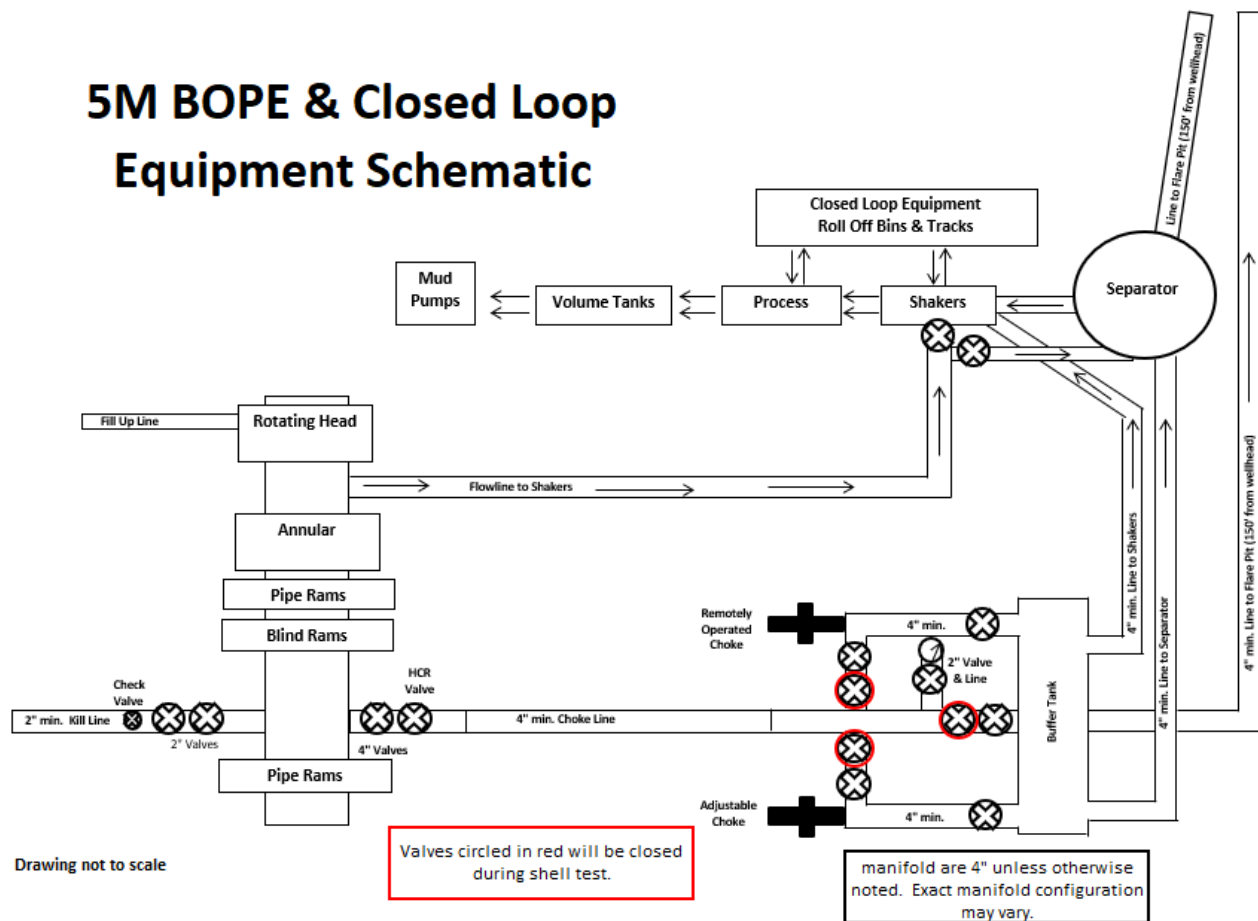 5M BOPE & Closed Loop
Equipment Schematic
Line to Flare Pit (150' from wellhead)
Closed Loop Equipment
Roll Off Bins & Tracks
Mud
Pumps
Volume Tanks
Process
Shakers
Separator
Fill Up Line
Rotating Head
Flowline to Shakers
Annular
Pipe Rams
Blind Rams
Check
Valve
HCR
Valve
2" min. Kill Line
2" Valves
4" Valves
4" min. Choke Line
Pipe Rams
Remotely
Operated
Choke
4" min.
2" Valve
& Line
Adjustable
Choke
4" min.
Buffer Tank
4" min. Line to Shakers
4" min. Line to Separator
4" min. Line to Flare Pit (150' from wellhead)
Drawing not to scale
Valves circled in red will be closed
during shell test.
manifold are 4" unless otherwise
noted. Exact manifold configuration
may vary.